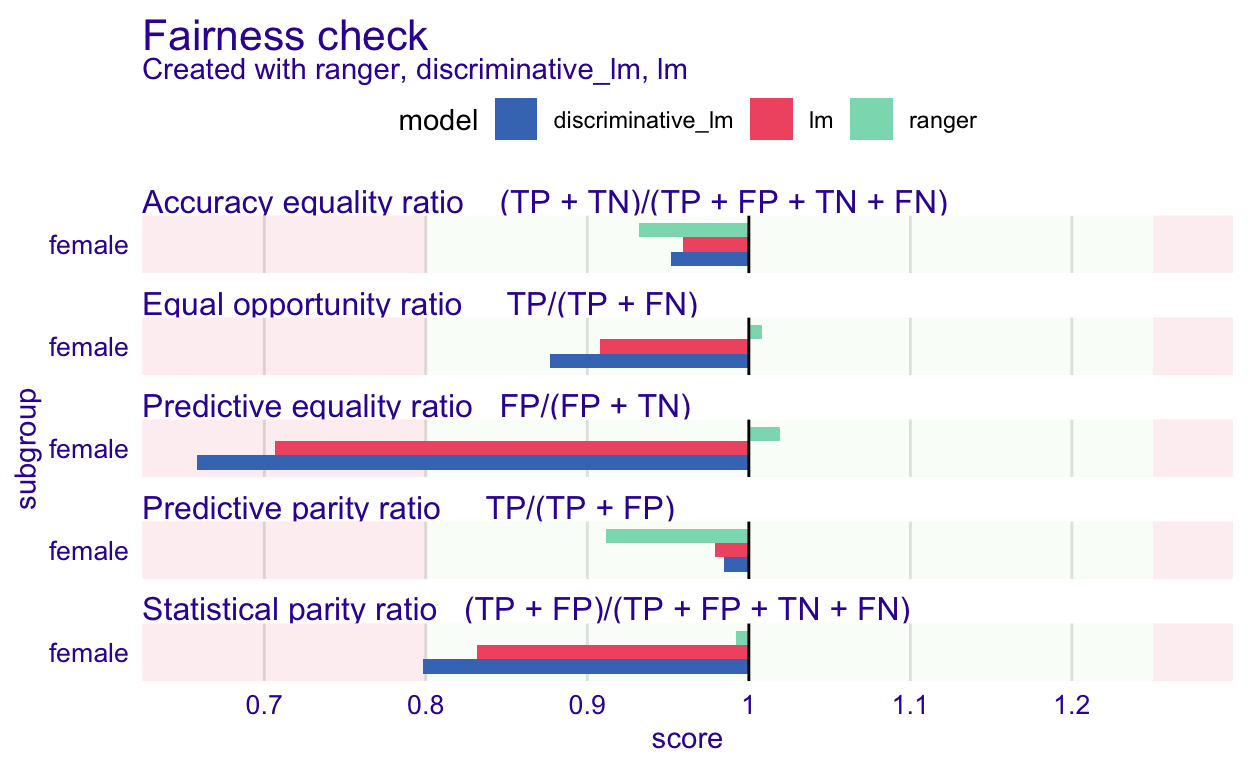 Fairness check
Created with ranger, discriminative_lm, lm
model discriminative_lm lm ranger
Accuracy equality ratio (TP + TN)/(TP + FP + TN + FN)
female
Equal opportunity ratio TP/(TP + FN)
female
Predictive equality ratio FP/(FP + TN)
female
Predictive parity ratio TP/(TP + FP)
female
Statistical parity ratio (TP + FP)/(TP + FP + TN + FN)
female
subgroup
0.7 0.8 0.9 1 1.1 1.2
score